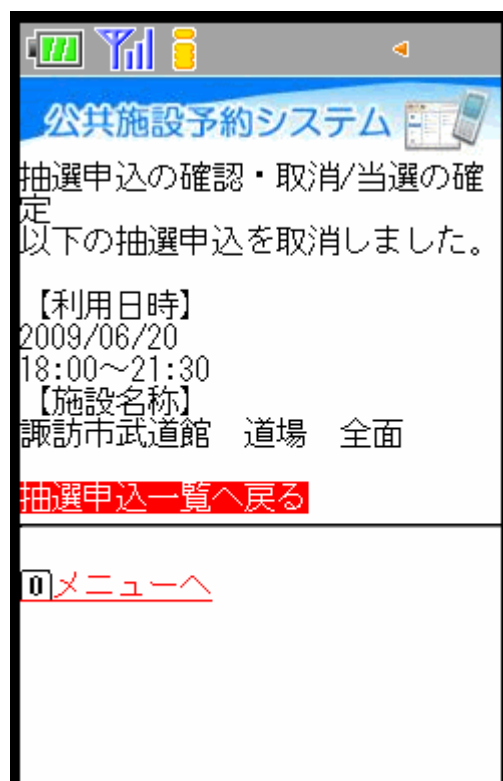 公共施設予約システム
抽選申込の確認・取消/当選の確
定
以下の抽選申込を取消しました。
【利用日時】
2009/06/20
18:00～21:30
【施設名称】
諏訪市武道館　道場　全面
抽選申込一覧へ戻る
0メニューへ